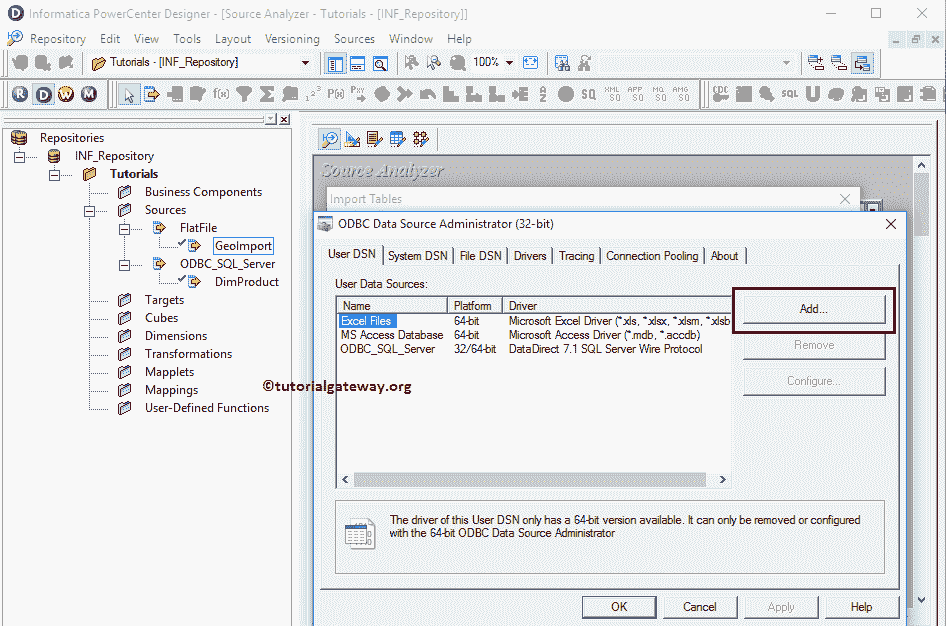 Informatica PowerCenter Designer - [Source Analyzer - Tutorials - [INF_Repository]]
Repository Edit View Tools Layout Versioning Sources Window Help
Tutorials - [INF_Repository] 100%
R D W M f(x) Σ SQL U
Repositories
INF_Repository
Tutorials
Business Components
Sources
FlatFile
GeoImport
ODBC_SQL_Server
DimProduct
Targets
Cubes
Dimensions
Transformations
Mapplets
Mappings
User-Defined Functions
©tutorialgateway.org
Source Analyzer
Import Tables
ODBC Data Source Administrator (32-bit)
User DSN System DSN File DSN Drivers Tracing Connection Pooling About
User Data Sources:
Name Platform Driver
Excel Files 64-bit Microsoft Excel Driver (*.xls, *.xlsx, *.xlsm, *.xlsb
MS Access Database 64-bit Microsoft Access Driver (*.mdb, *.accdb)
ODBC_SQL_Server 32/64-bit DataDirect 7.1 SQL Server Wire Protocol
Add...
Remove
Configure...
The driver of this User DSN only has a 64-bit version available. It can only be removed or configured
with the 64-bit ODBC Data Source Administrator
OK Cancel Apply Help